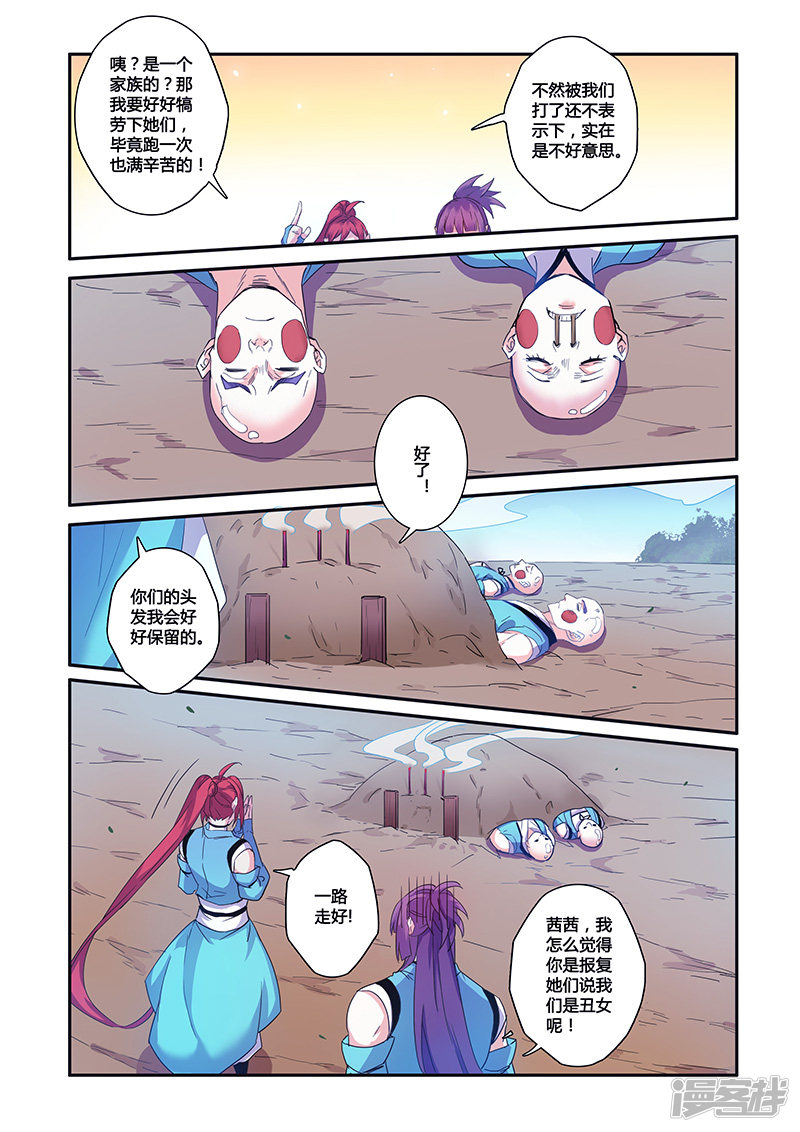 咦？是一个
家族的？那
我要好好犒
劳下她们，
毕竟跑一次
也满辛苦的！
不然被我们
打了还不表
示下，实在
是不好意思。
好
了！
你们的头
发我会好
好保留的。
一路
走好!
茜茜，我
怎么觉得
你是报复
她们说我
们是丑女
呢！
漫客栈